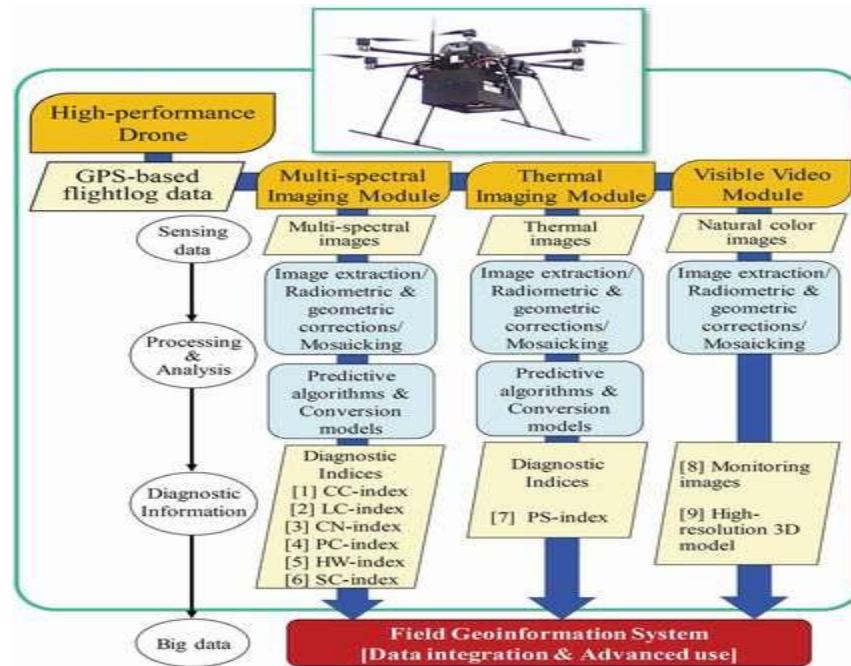 High-performance
Drone
GPS-based
flightlog data
Multi-spectral
Imaging Module
Thermal
Imaging Module
Visible Video
Module
Sensing
data
Multi-spectral
images
Thermal
images
Natural color
images
Image extraction/
Radiometric &
geometric
corrections/
Mosaicking
Image extraction/
Radiometric &
geometric
corrections/
Mosaicking
Image extraction/
Radiometric &
geometric
corrections/
Mosaicking
Processing
&
Analysis
Predictive
algorithms &
Conversion
models
Predictive
algorithms &
Conversion
models
Diagnostic
Information
Diagnostic
Indices
[1] CC-index
[2] LC-index
[3] CN-index
[4] PC-index
[5] HW-index
[6] SC-index
Diagnostic
Indices
[7] PS-index
[8] Monitoring
images
[9] High-
resolution 3D
model
Big data
Field Geoinformation System
[Data integration & Advanced use]